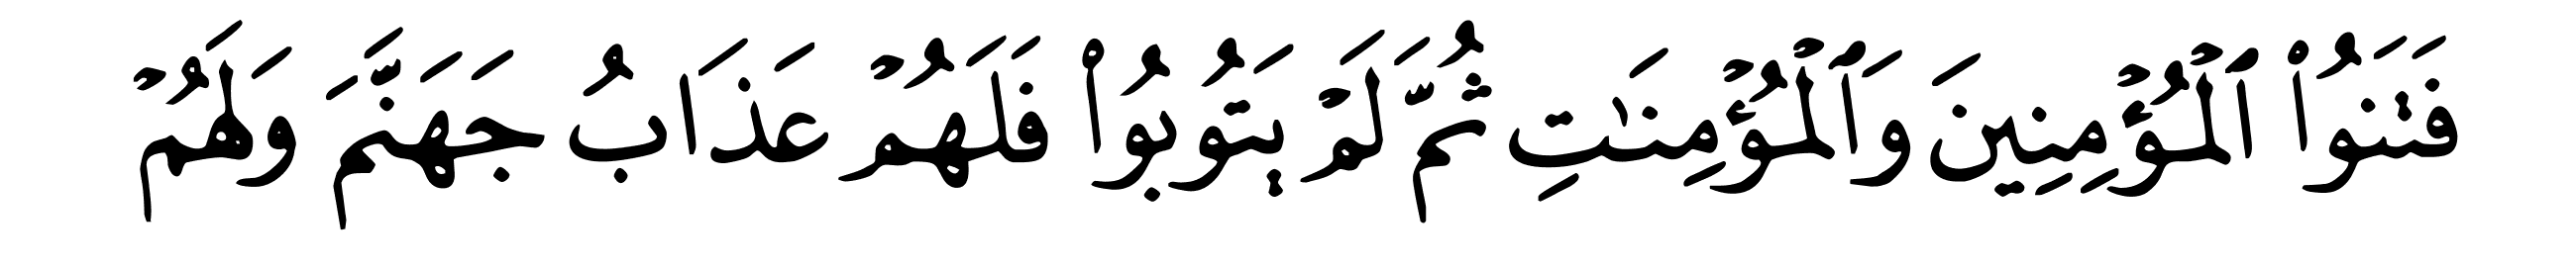 فَتَنُوا۟ ٱلْمُؤْمِنِينَ وَٱلْمُؤْمِنَـٰتِ ثُمَّ لَمْ يَتُوبُوا۟ فَلَهُمْ عَذَابُ جَهَنَّمَ وَلَهُمْ